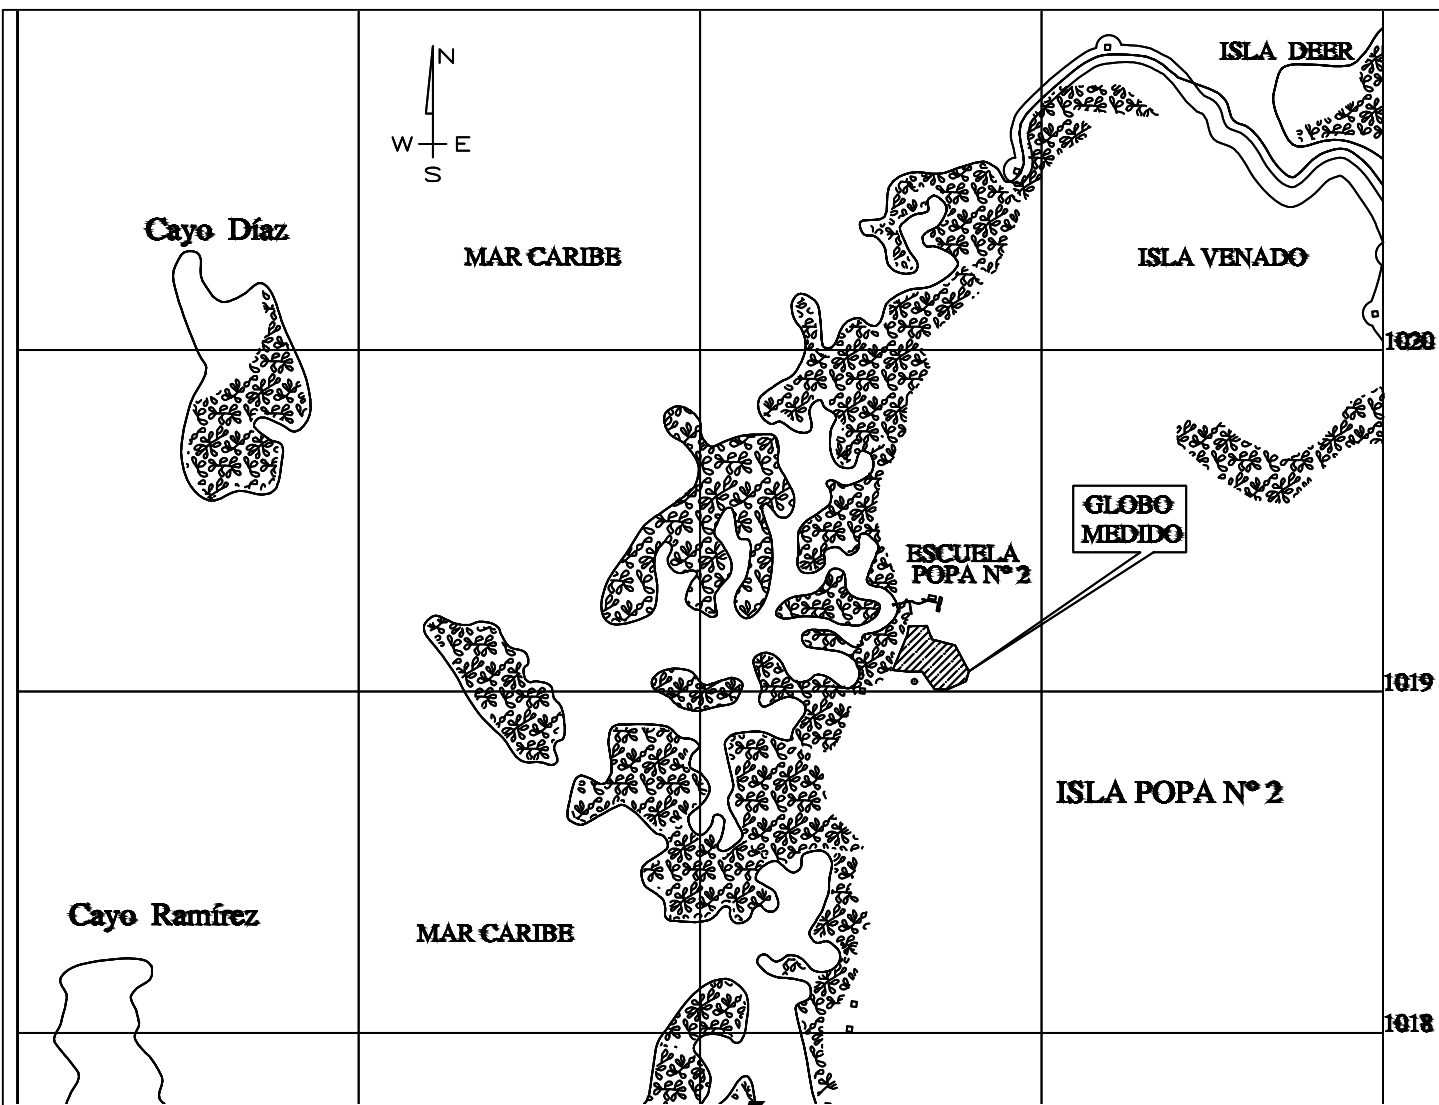 ISLA DEER
N
W E
S
Cayo Díaz
MAR CARIBE
ISLA VENADO
1020
GLOBO
MEDIDO
ESCUELA
POPA Nº 2
1019
ISLA POPA Nº 2
Cayo Ramírez
MAR CARIBE
1018